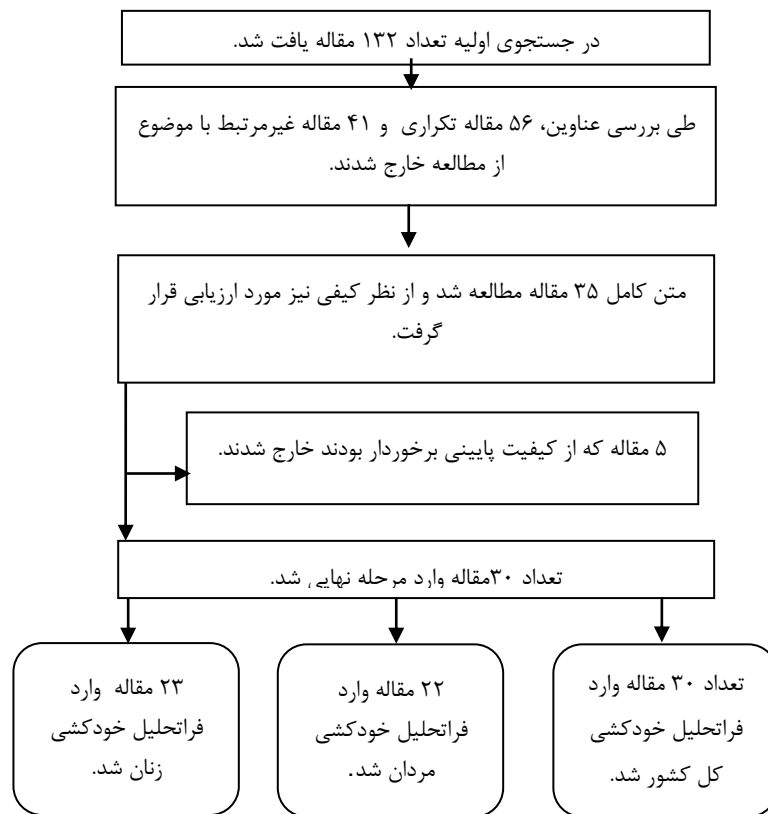 در جستجوی اولیه تعداد ۱۳۲ مقاله یافت شد.
طی بررسی عناوین، ۵۶ مقاله تکراری و ۴۱ مقاله غیرمرتبط با موضوع
از مطالعه خارج شدند.
متن کامل ۳۵ مقاله مطالعه شد و از نظر کیفی نیز مورد ارزیابی قرار
گرفت.
۵ مقاله که از کیفیت پایینی برخوردار بودند خارج شدند.
تعداد ۳۰مقاله وارد مرحله نهایی شد.
تعداد ۳۰ مقاله وارد
فراتحلیل خودکشی
کل کشور شد.
۲۲ مقاله وارد
فراتحلیل خودکشی
مردان شد.
۲۳ مقاله وارد
فراتحلیل خودکشی
زنان شد.